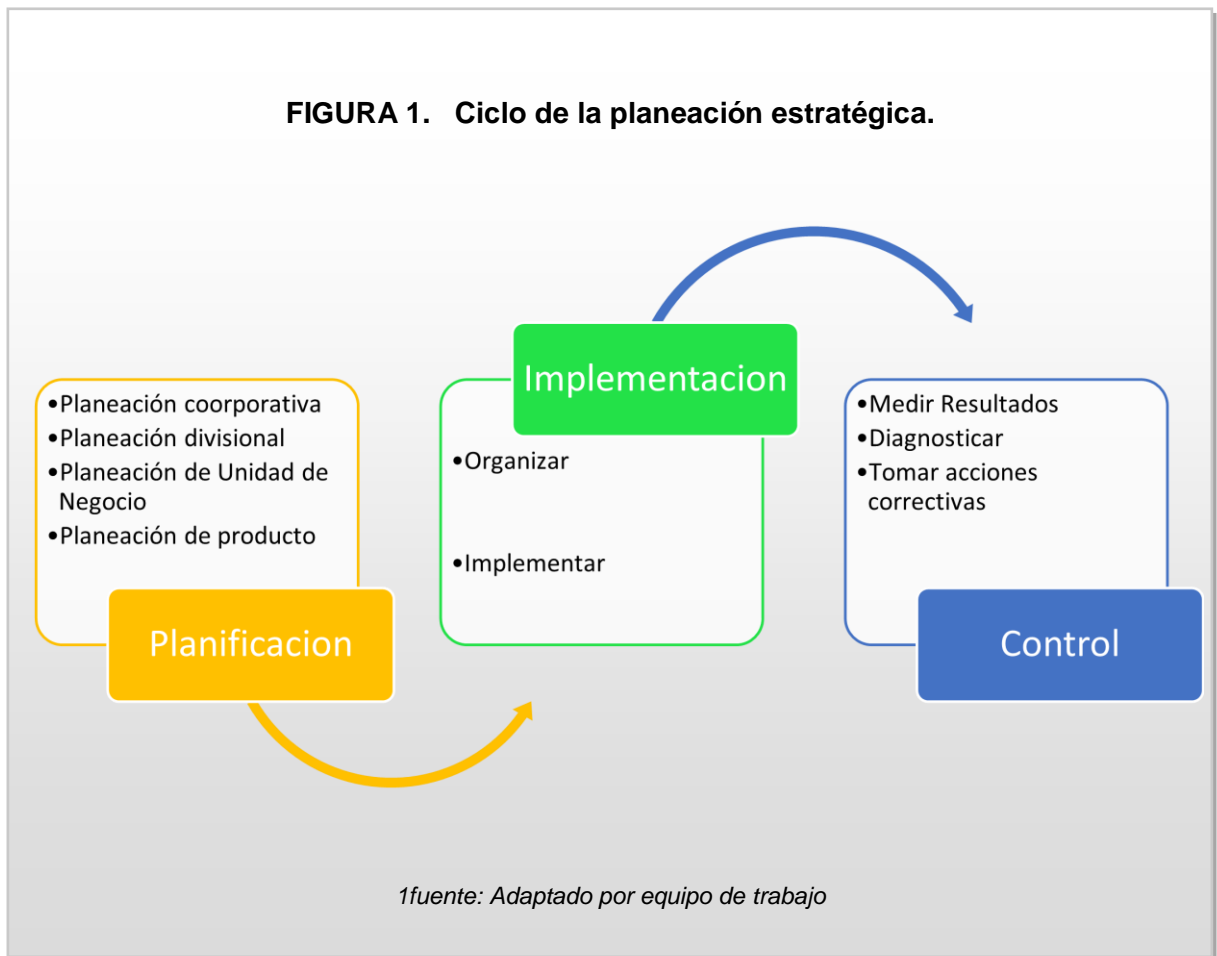 FIGURA 1.   Ciclo de la planeación estratégica.
•Planeación coorporativa
•Planeación divisional
•Planeación de Unidad de
Negocio
•Planeación de producto
Planificacion
Implementacion
•Organizar
•Implementar
•Medir Resultados
•Diagnosticar
•Tomar acciones
correctivas
Control
1fuente: Adaptado por equipo de trabajo